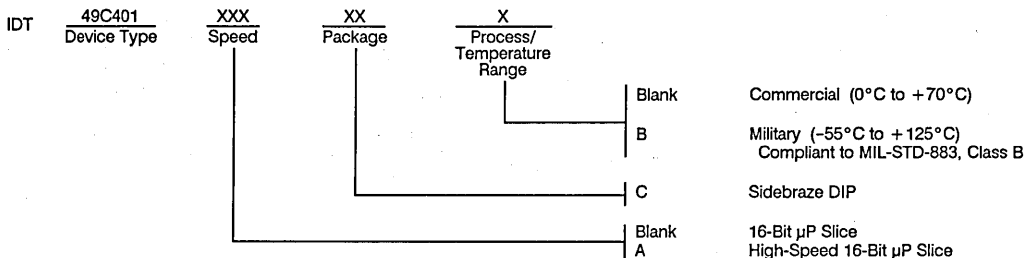 IDT 49C401 XXX XX X
Device Type Speed Package Process/
Temperature
Range
Blank Commercial (0°C to +70°C)
B Military (–55°C to +125°C)
Compliant to MIL-STD-883, Class B
C Sidebraze DIP
Blank 16-Bit µP Slice
A High-Speed 16-Bit µP Slice